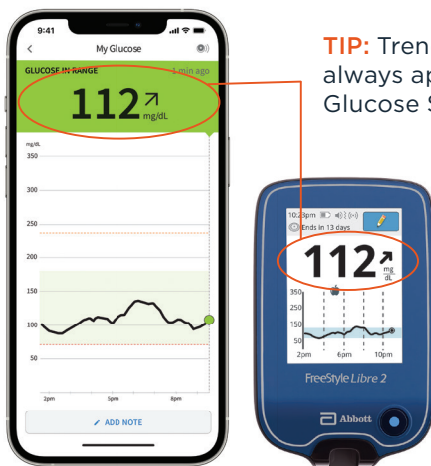 9:41
My Glucose
GLUCOSE IN RANGE
1 min ago
112
mg/dL
mg/dL
350
300
250
200
150
100
50
2pm
5pm
8pm
ADD NOTE
TIP: Tren
always ap
Glucose S
10:23pm
Ends in 13 days
112
mg
dL
350
250
150
50
2pm
6pm
10pm
FreeStyle Libre 2
Abbott